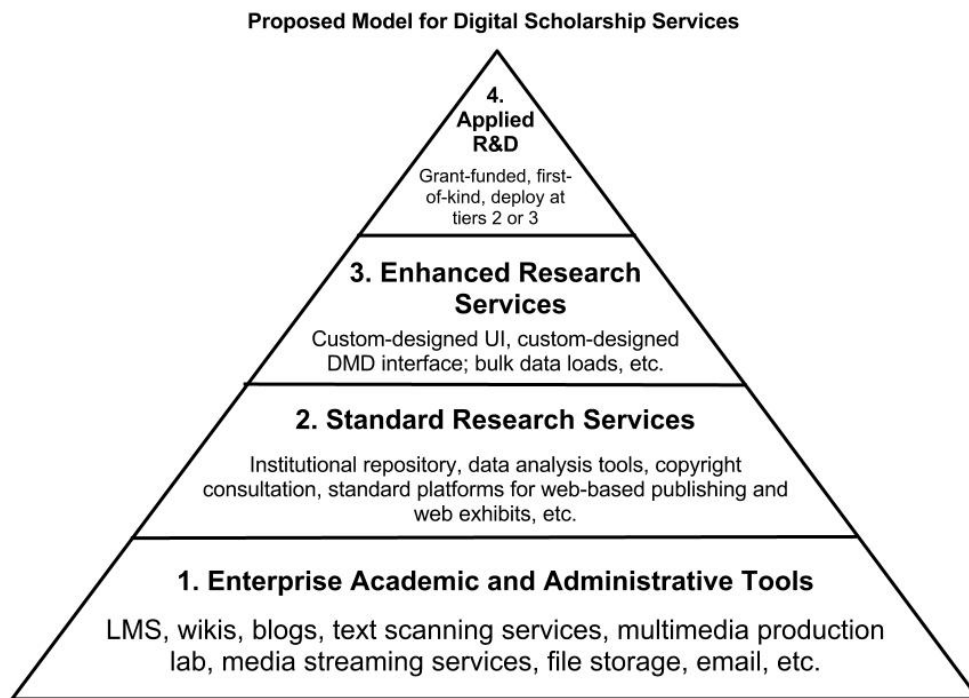 Proposed Model for Digital Scholarship Services
4.
Applied
R&D
Grant-funded, first-
of-kind, deploy at
tiers 2 or 3
3. Enhanced Research
Services
Custom-designed UI, custom-designed
DMD interface; bulk data loads, etc.
2. Standard Research Services
Institutional repository, data analysis tools, copyright
consultation, standard platforms for web-based publishing and
web exhibits, etc.
1. Enterprise Academic and Administrative Tools
LMS, wikis, blogs, text scanning services, multimedia production
lab, media streaming services, file storage, email, etc.